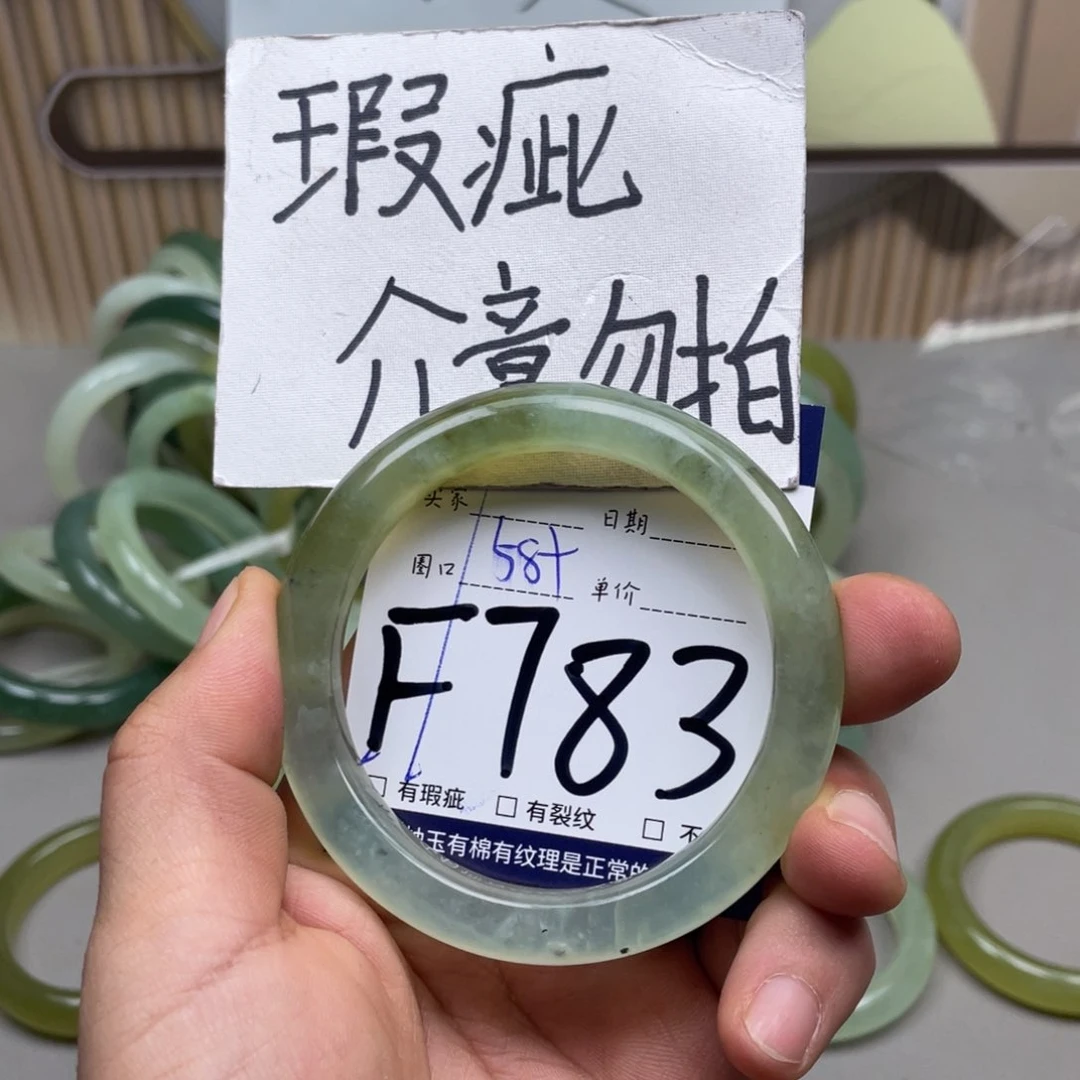 瑕疵
介意勿拍
买家 日期
圈口 58+ 单价
F783
□ 有瑕疵 □ 有裂纹 □ 不
玉有棉有纹理是正常的